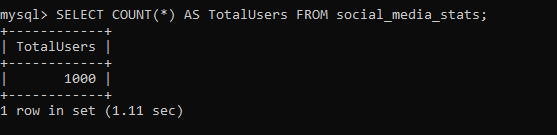 mysql> SELECT COUNT(*) AS TotalUsers FROM social_media_stats;
+------------+
| TotalUsers |
+------------+
|       1000 |
+------------+
1 row in set (1.11 sec)